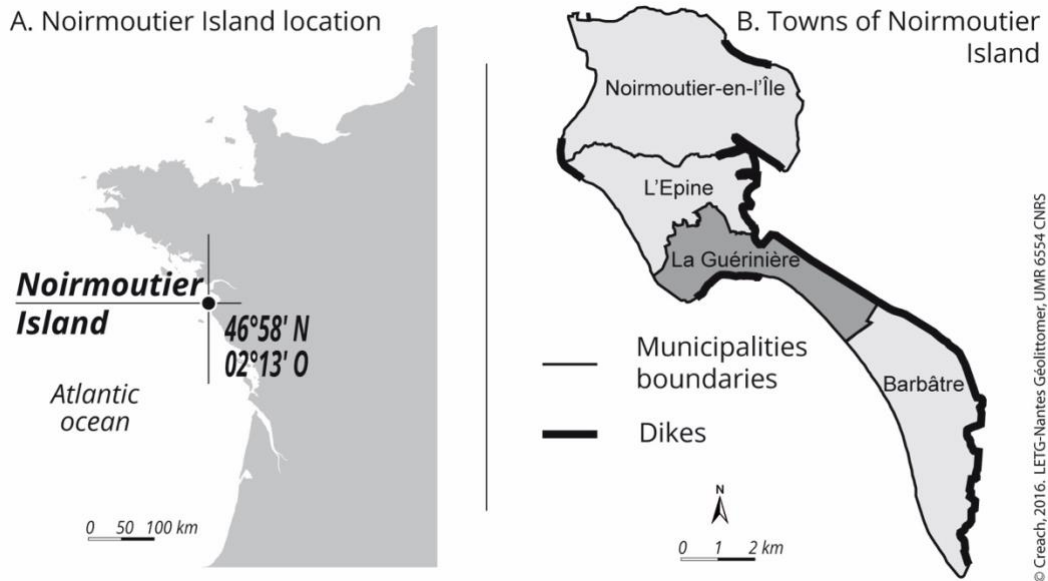 A. Noirmoutier Island location
Noirmoutier
Island
46°58' N
02°13' O
Atlantic
ocean
0 50 100 km
B. Towns of Noirmoutier
Island
Noirmoutier-en-l'Île
L'Epine
La Guérinière
Barbâtre
Municipalities
boundaries
Dikes
N
0 1 2 km
© Creach, 2016. LETG-Nantes Géolittomer, UMR 6554 CNRS